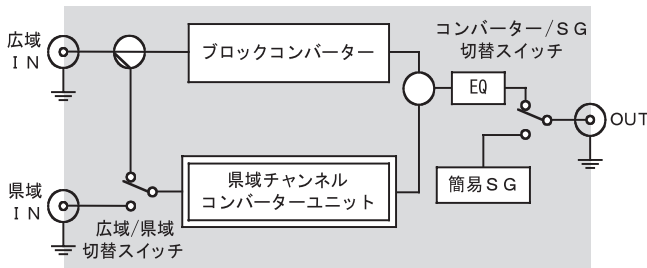 広域
IN
ブロックコンバーター
コンバーター/SG
切替スイッチ
EQ
OUT
県域
IN
広域/県域
切替スイッチ
県域チャンネル
コンバーターユニット
簡易SG